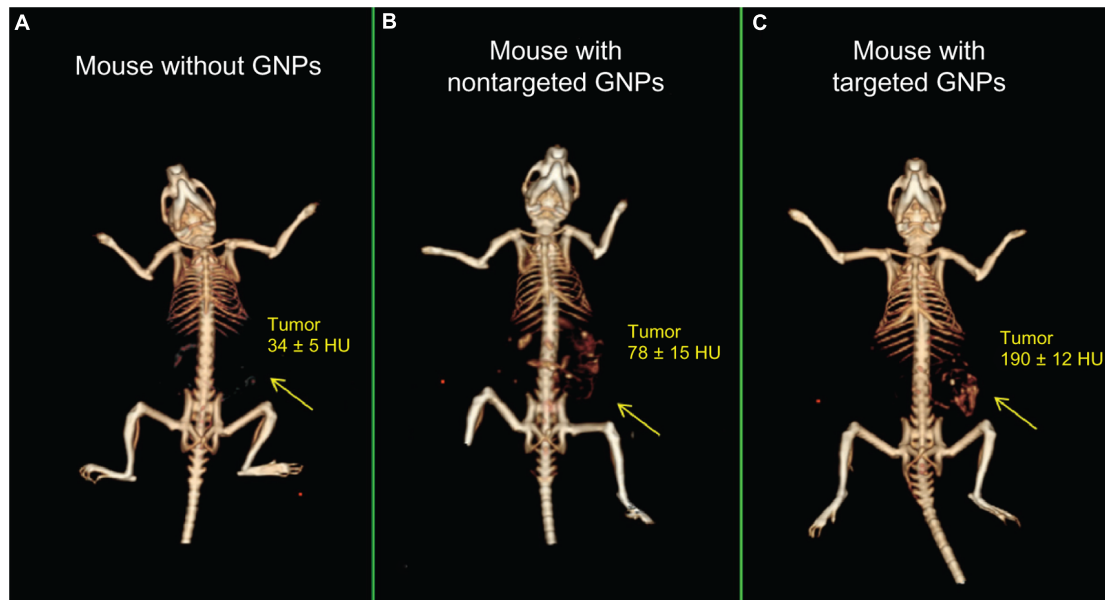 A
Mouse without GNPs
Tumor
34 ± 5 HU
B
Mouse with
nontargeted GNPs
Tumor
78 ± 15 HU
C
Mouse with
targeted GNPs
Tumor
190 ± 12 HU